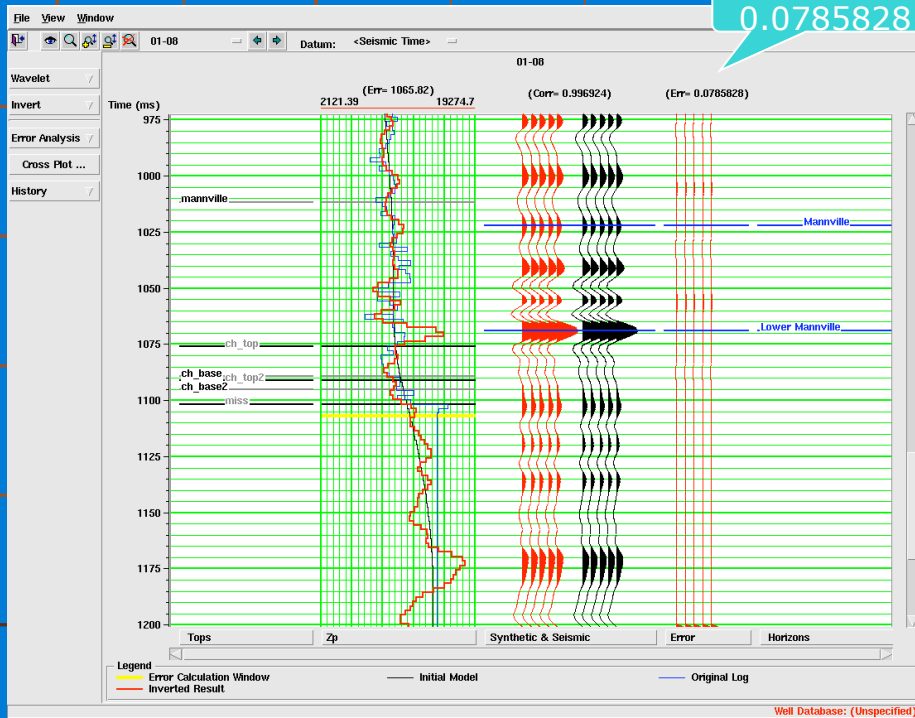 0.0785828
File View Window
01-08
Datum: <Seismic Time>
01-08
Wavelet
Invert
Error Analysis
Cross Plot ...
History
Time (ms)
(Err= 1065.82)
2121.39 19274.7
(Corr= 0.996924)
(Err= 0.0785828)
975
1000
mannville
Mannville
1025
1050
Lower Mannville
1075
ch_top
ch_base
ch_top2
ch_base2
miss
1100
1125
1150
1175
1200
Tops Zp Synthetic & Seismic Error Horizons
Legend
Error Calculation Window Initial Model Original Log
Inverted Result
Well Database: (Unspecified)